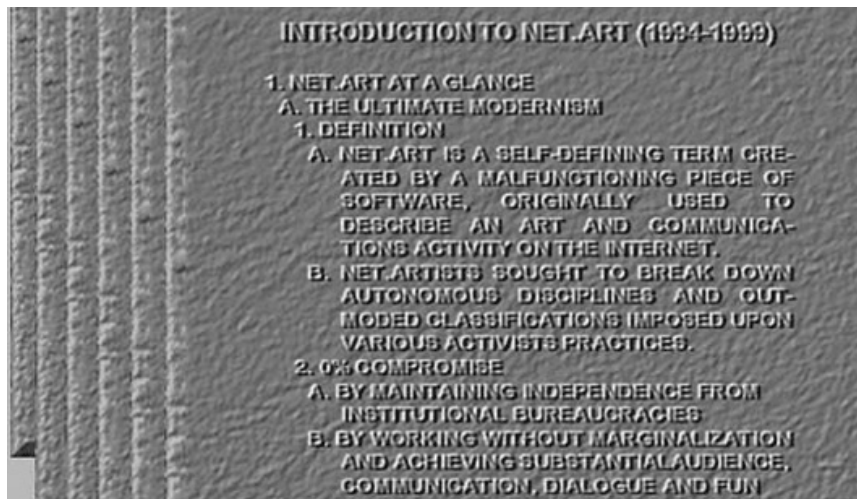 INTRODUCTION TO NET.ART (1994-1999)
1. NET.ART AT A GLANCE
A. THE ULTIMATE MODERNISM
1. DEFINITION
A. NET.ART IS A SELF-DEFINING TERM CRE-
ATED BY A MALFUNCTIONING PIECE OF
SOFTWARE, ORIGINALLY USED TO
DESCRIBE AN ART AND COMMUNICA-
TIONS ACTIVITY ON THE INTERNET.
B. NET.ARTISTS SOUGHT TO BREAK DOWN
AUTONOMOUS DISCIPLINES AND OUT-
MODED CLASSIFICATIONS IMPOSED UPON
VARIOUS ACTIVISTS PRACTICES.
2. 0% COMPROMISE
A. BY MAINTAINING INDEPENDENCE FROM
INSTITUTIONAL BUREAUCRACIES
B. BY WORKING WITHOUT MARGINALIZATION
AND ACHIEVING SUBSTANTIALAUDIENCE,
COMMUNICATION, DIALOGUE AND FUN